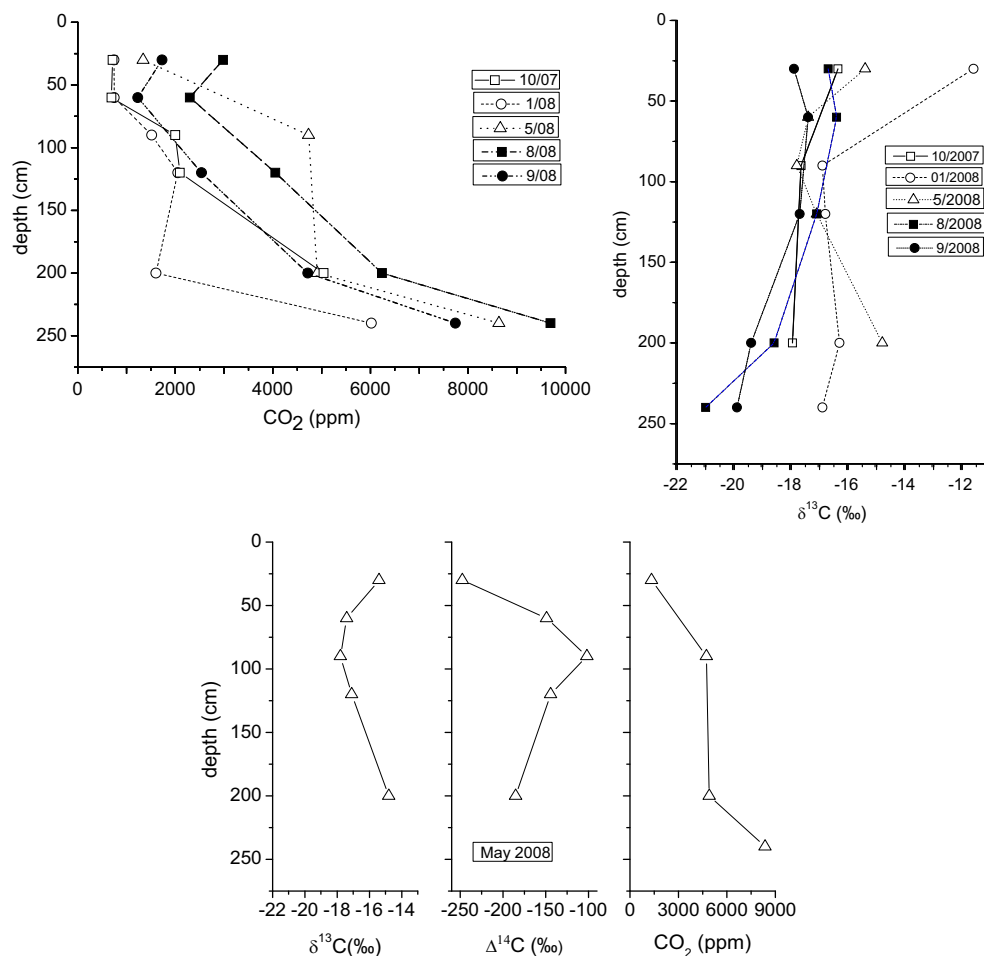 0
50
100
150
200
250
depth (cm)
0 2000 4000 6000 8000 10000
CO2 (ppm)
10/07
1/08
5/08
8/08
9/08
0
50
100
150
200
250
depth (cm)
-22 -20 -18 -16 -14 -12
δ13C (‰)
10/2007
01/2008
5/2008
8/2008
9/2008
0
50
100
150
200
250
depth (cm)
-22 -20 -18 -16 -14
δ13C(‰)
-250 -200 -150 -100
Δ14C (‰)
May 2008
0 3000 6000 9000
CO2 (ppm)